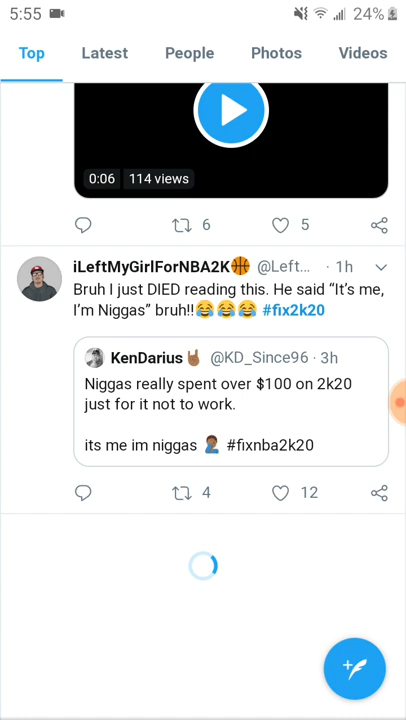 5:55
24%
Top Latest People Photos Videos
0:06 114 views
6 5
iLeftMyGirlForNBA2K🏀 @Left... · 1h
Bruh I just DIED reading this. He said “It’s me,
I’m Niggas” bruh!!😂😂😂 #fix2k20
KenDarius🤘🏾 @KD_Since96 · 3h
Niggas really spent over $100 on 2k20
just for it not to work.
its me im niggas 🤦🏾‍♂️ #fixnba2k20
4 12